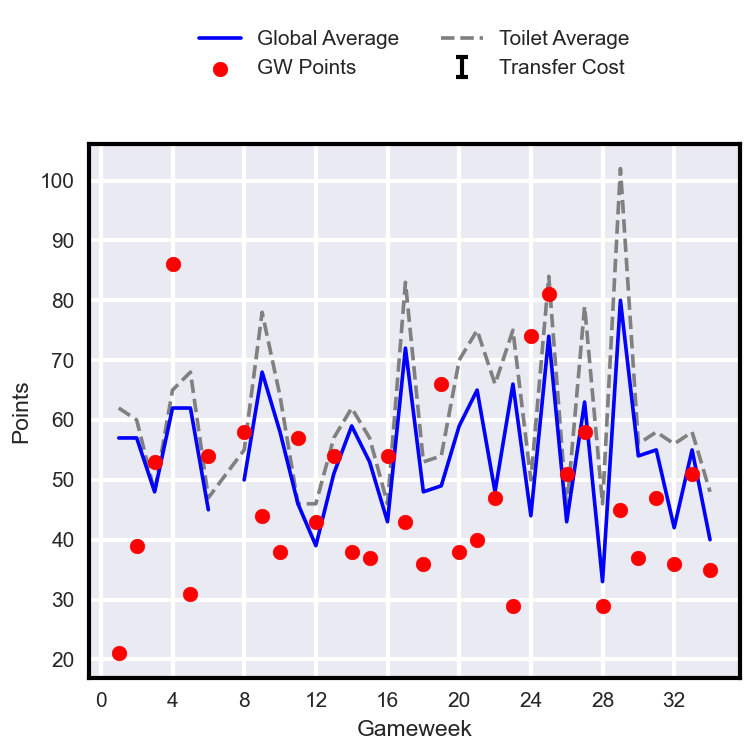 Global Average
Toilet Average
GW Points
Transfer Cost
100
90
80
70
60
50
40
30
20
Points
0 4 8 12 16 20 24 28 32
Gameweek